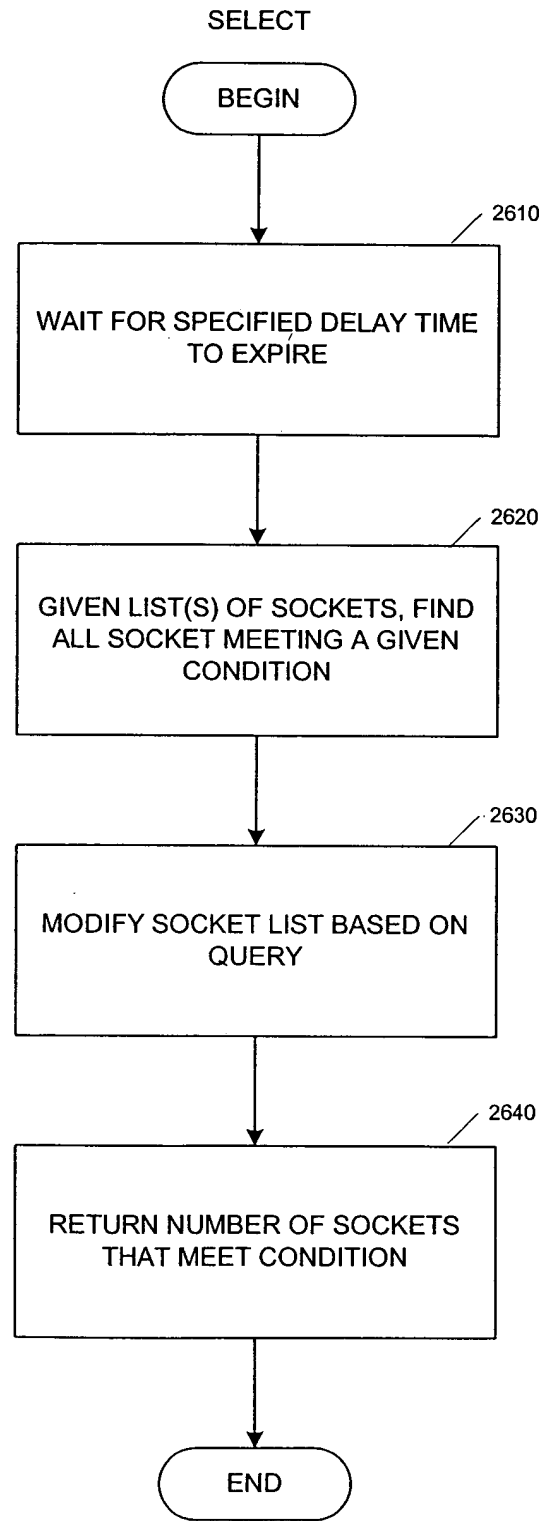 SELECT
BEGIN
2610
WAIT FOR SPECIFIED DELAY TIME
TO EXPIRE
2620
GIVEN LIST(S) OF SOCKETS, FIND
ALL SOCKET MEETING A GIVEN
CONDITION
2630
MODIFY SOCKET LIST BASED ON
QUERY
2640
RETURN NUMBER OF SOCKETS
THAT MEET CONDITION
END